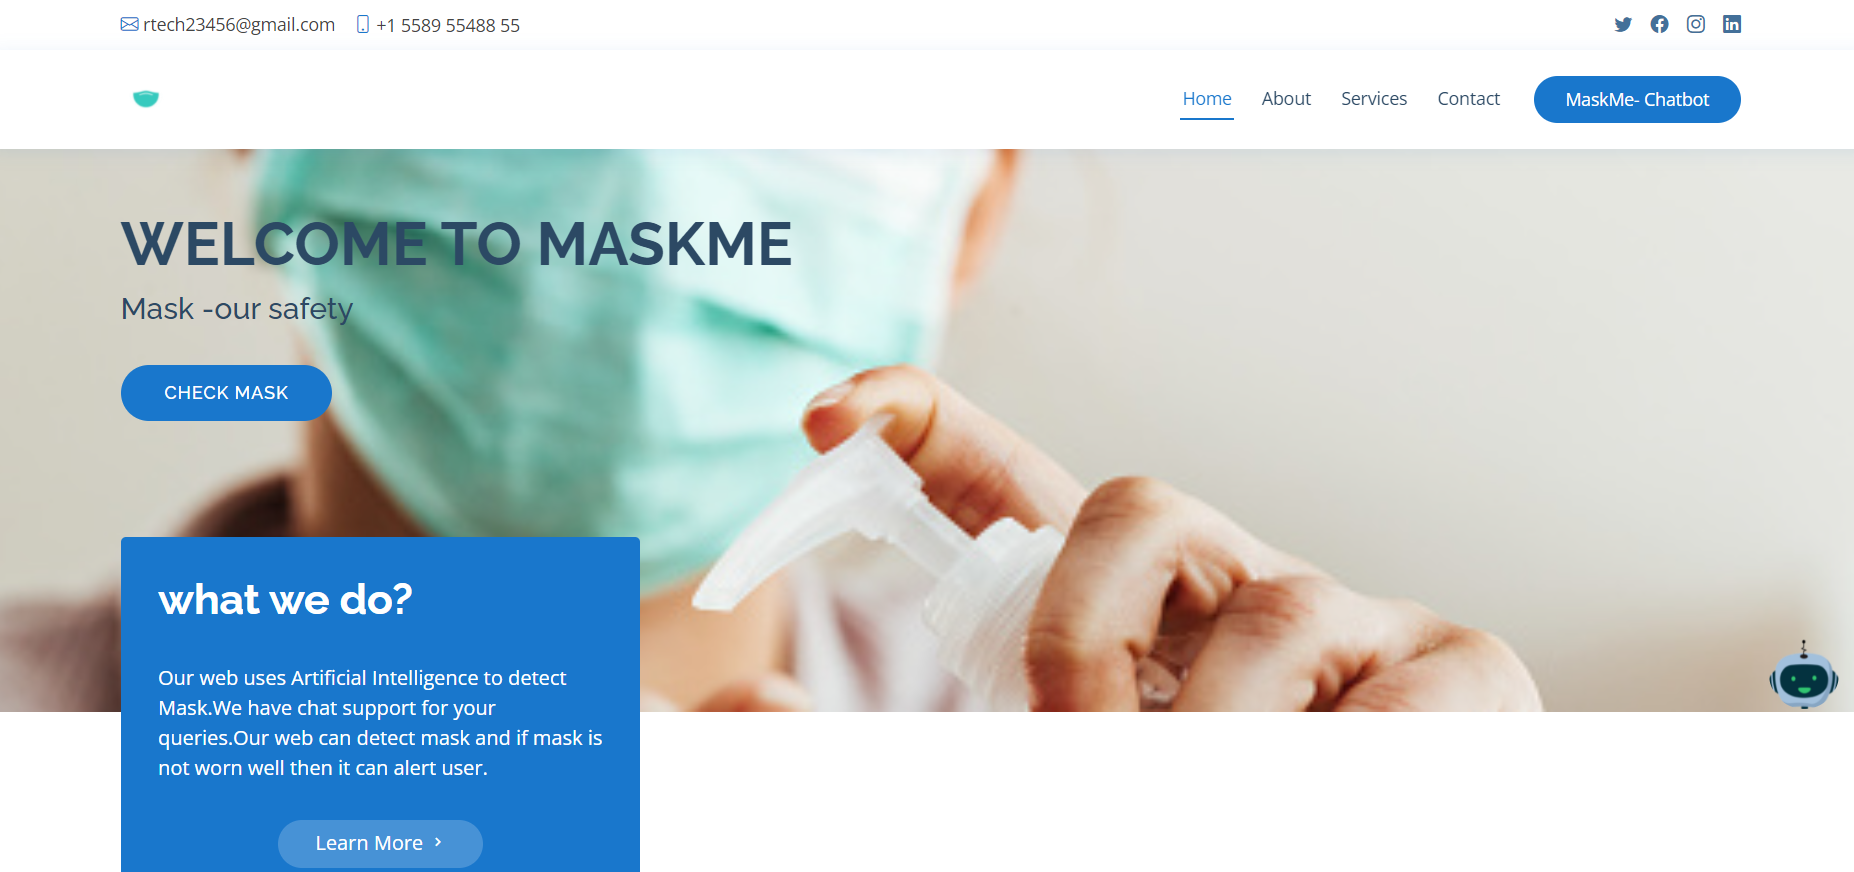 rtech23456@gmail.com +1 5589 55488 55
Home About Services Contact MaskMe- Chatbot
WELCOME TO MASKME
Mask -our safety
CHECK MASK
what we do?
Our web uses Artificial Intelligence to detect
Mask.We have chat support for your
queries.Our web can detect mask and if mask is
not worn well then it can alert user.
Learn More